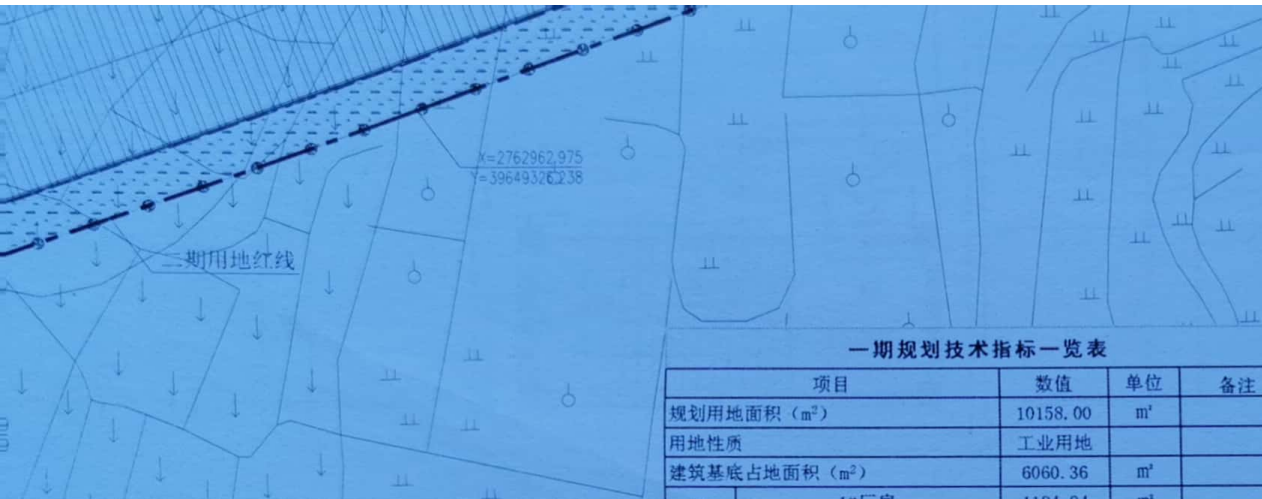 X=2762962.975
Y=39649326.238
二期用地红线
一期规划技术指标一览表
项目 数值 单位 备注
规划用地面积（m²） 10158.00 m²
用地性质 工业用地
建筑基底占地面积（m²） 6060.36 m²